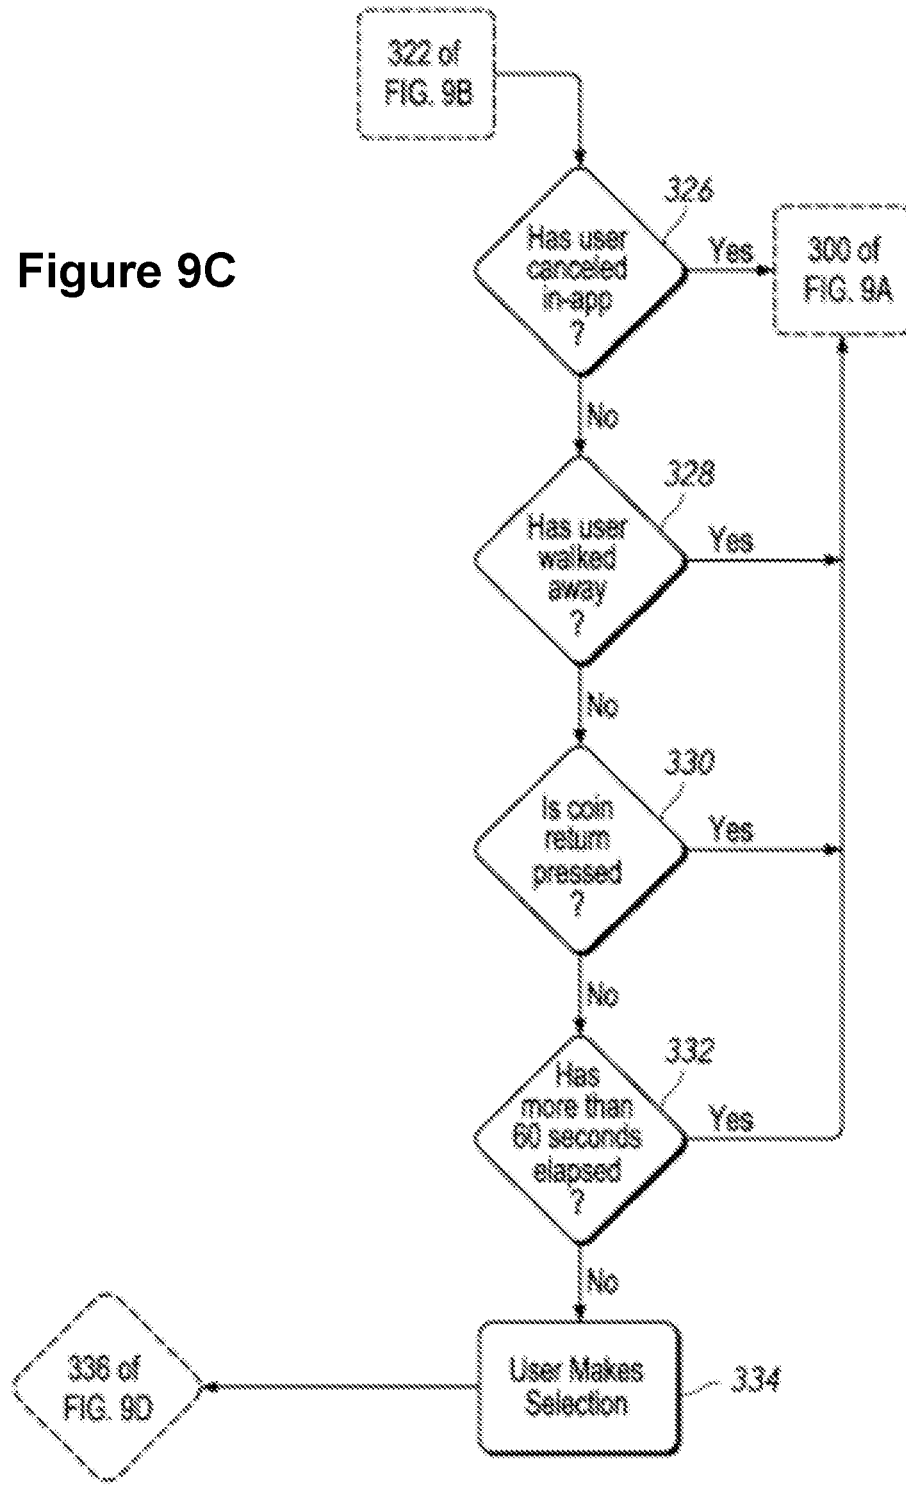 322 of
FIG. 9B
326
Has user
canceled
in-app
?
Yes
300 of
FIG. 9A
Figure 9C
No
328
Has user
walked
away
?
Yes
No
330
Is coin
return
pressed
?
Yes
No
332
Has
more than
60 seconds
elapsed
?
Yes
No
336 of
FIG. 9D
User Makes
Selection
334